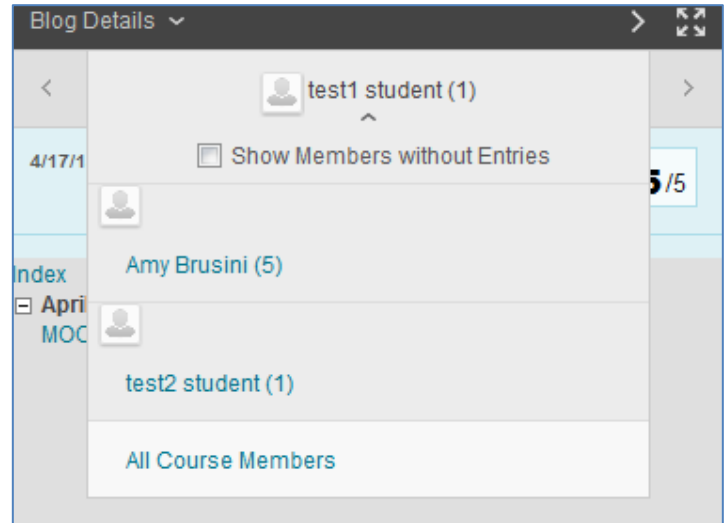 Blog Details
test1 student (1)
Show Members without Entries
4/17/1
5/5
Amy Brusini (5)
Index
Apri
MOC
test2 student (1)
All Course Members